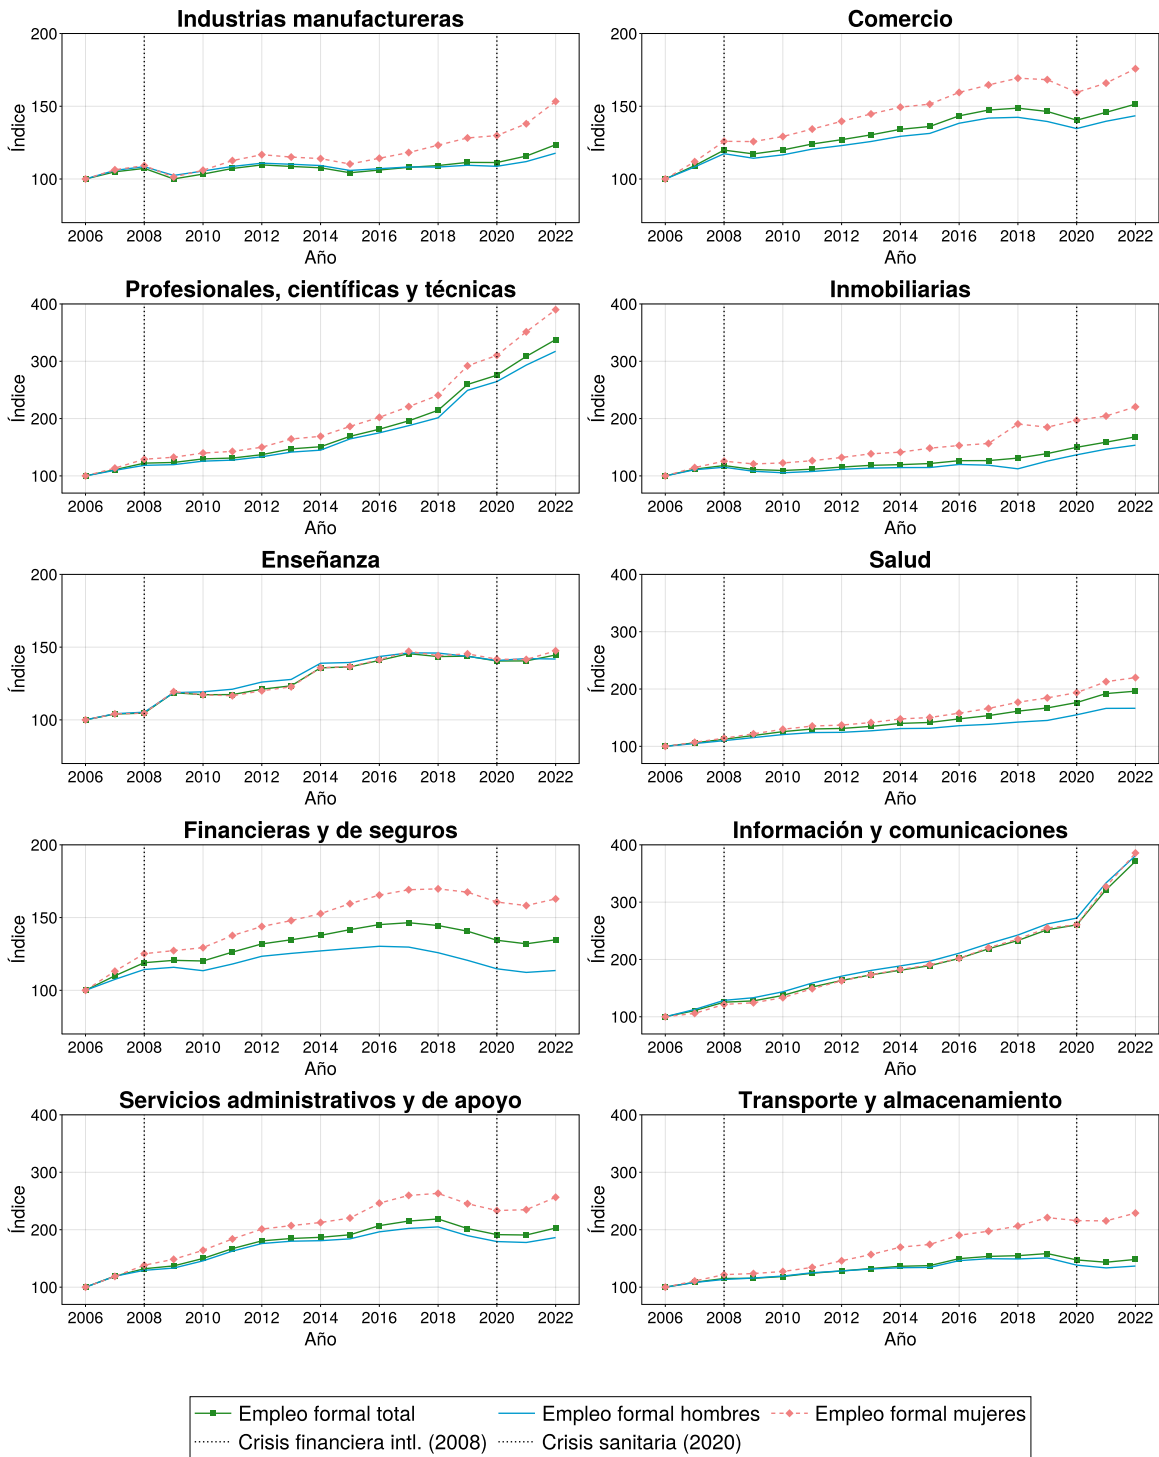 Industrias manufactureras
Índice
200
150
100
2006 2008 2010 2012 2014 2016 2018 2020 2022
Año
Comercio
Índice
200
150
100
2006 2008 2010 2012 2014 2016 2018 2020 2022
Año
Profesionales, científicas y técnicas
Índice
400
300
200
100
2006 2008 2010 2012 2014 2016 2018 2020 2022
Año
Inmobiliarias
Índice
400
300
200
100
2006 2008 2010 2012 2014 2016 2018 2020 2022
Año
Enseñanza
Índice
200
150
100
2006 2008 2010 2012 2014 2016 2018 2020 2022
Año
Salud
Índice
400
300
200
100
2006 2008 2010 2012 2014 2016 2018 2020 2022
Año
Financieras y de seguros
Índice
200
150
100
2006 2008 2010 2012 2014 2016 2018 2020 2022
Año
Información y comunicaciones
Índice
400
300
200
100
2006 2008 2010 2012 2014 2016 2018 2020 2022
Año
Servicios administrativos y de apoyo
Índice
400
300
200
100
2006 2008 2010 2012 2014 2016 2018 2020 2022
Año
Transporte y almacenamiento
Índice
400
300
200
100
2006 2008 2010 2012 2014 2016 2018 2020 2022
Año
Empleo formal total Empleo formal hombres Empleo formal mujeres
Crisis financiera intl. (2008) Crisis sanitaria (2020)